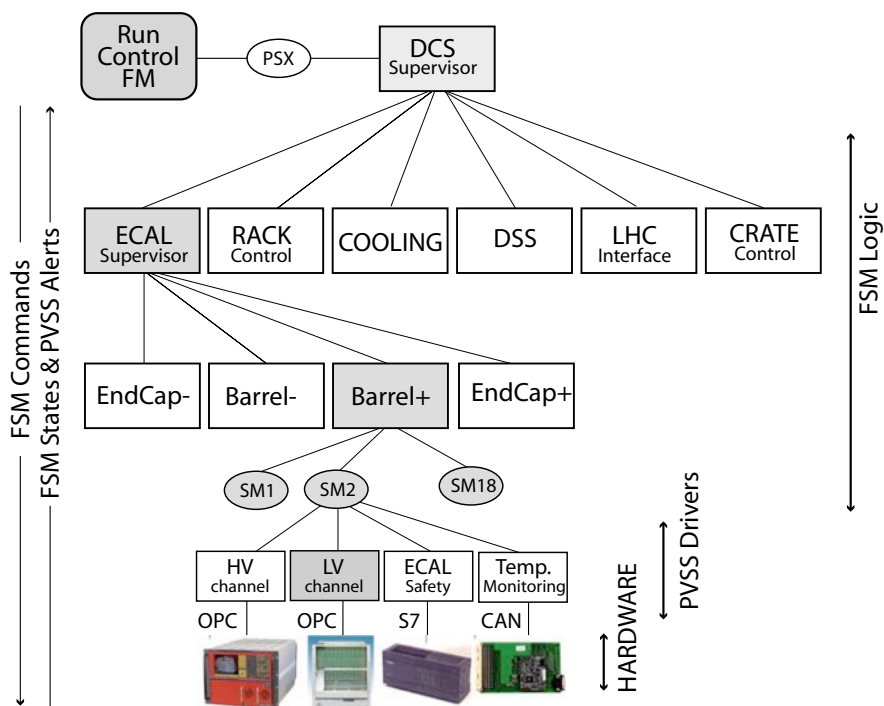 Run
Control
FM
PSX
DCS
Supervisor
ECAL
Supervisor
RACK
Control
COOLING
DSS
LHC
Interface
CRATE
Control
EndCap-
Barrel-
Barrel+
EndCap+
SM1
SM2
SM18
HV
channel
LV
channel
ECAL
Safety
Temp.
Monitoring
OPC
OPC
S7
CAN
FSM Commands
FSM States & PVSS Alerts
FSM Logic
PVSS Drivers
HARDWARE